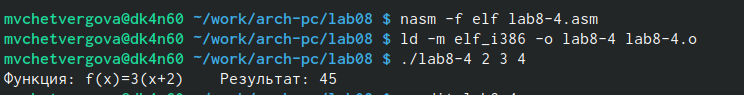 mvchetvergova@dk4n60 ~/work/arch-pc/lab08 $ nasm -f elf lab8-4.asm
mvchetvergova@dk4n60 ~/work/arch-pc/lab08 $ ld -m elf_i386 -o lab8-4 lab8-4.o
mvchetvergova@dk4n60 ~/work/arch-pc/lab08 $ ./lab8-4 2 3 4
Функция: f(x)=3(x+2)    Результат: 45